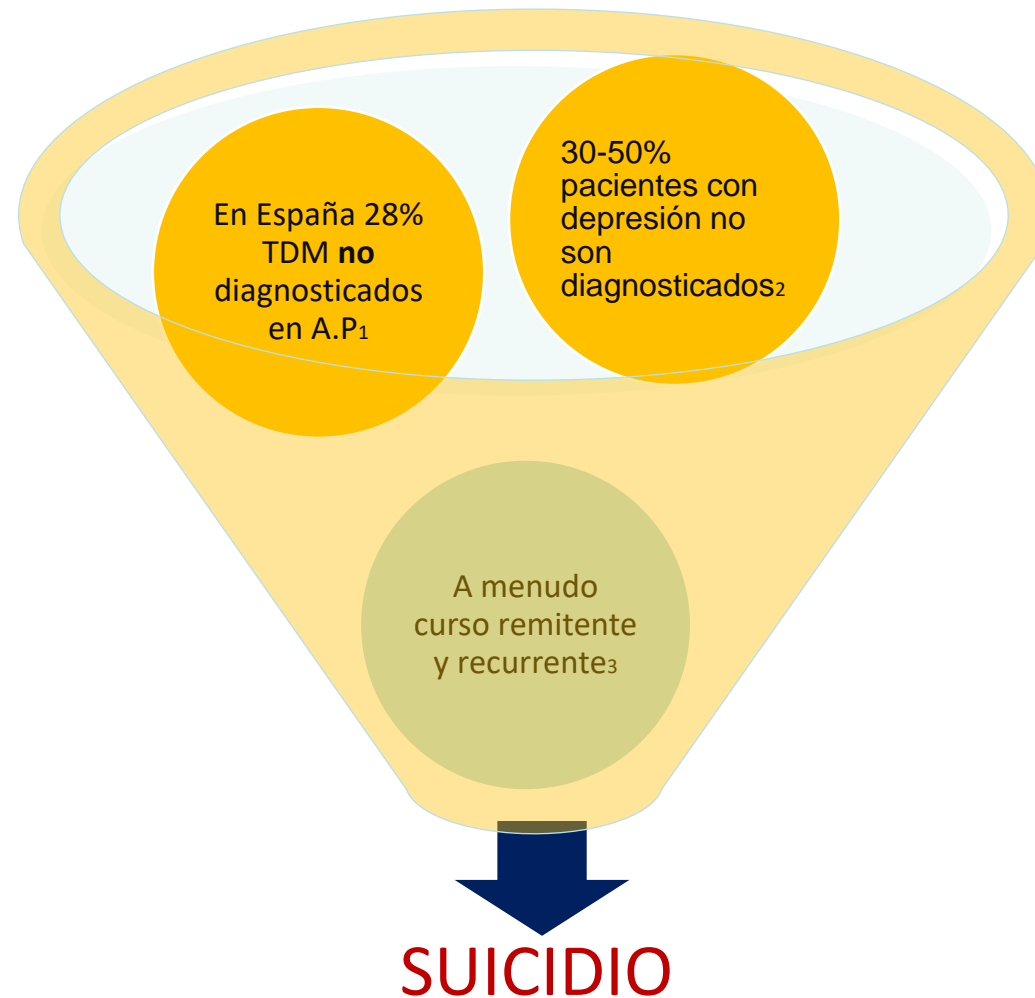 En España 28%
TDM no
diagnosticados
en A.P1
30-50%
pacientes con
depresión no
son
diagnosticados2
A menudo
curso remitente
y recurrente3
SUICIDIO